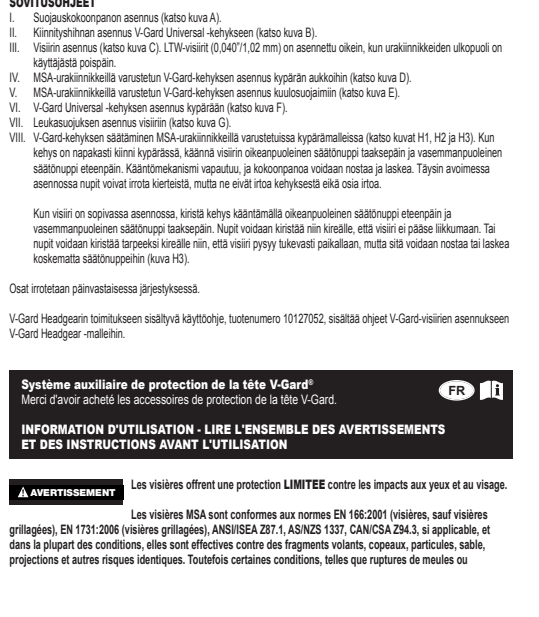 SOVITUSOHJEET
I. Suojauskokoonpanon asennus (katso kuva A).
II. Kiinnityshihnan asennus V-Gard Universal -kehykseen (katso kuva B).
III. Visiirin asennus (katso kuva C). LTW-visiirit (0,040"/1,02 mm) on asennettu oikein, kun urakiinnikkeiden ulkopuoli on
käyttäjästä poispäin.
IV. MSA-urakiinnikkeillä varustetun V-Gard-kehyksen asennus kypärän aukkoihin (katso kuva D).
V. MSA-urakiinnikkeillä varustetun V-Gard-kehyksen asennus kuulosuojaimiin (katso kuva E).
VI. V-Gard Universal -kehyksen asennus kypärään (katso kuva F).
VII. Leukasuojuksen asennus visiiriin (katso kuva G).
VIII. V-Gard-kehyksen säätäminen MSA-urakiinnikkeillä varustetuissa kypärämalleissa (katso kuvat H1, H2 ja H3). Kun
kehys on napakasti kiinni kypärässä, käännä visiirin oikeanpuoleinen säätönuppi taaksepäin ja vasemmanpuoleinen
säätönuppi eteenpäin. Kääntömekanismi vapautuu, ja kokoonpanoa voidaan nostaa ja laskea. Täysin avoimessa
asennossa nupit voivat irrota kierteistä, mutta ne eivät irtoa kehyksestä eikä osia irtoa.
Kun visiiri on sopivassa asennossa, kiristä kehys kääntämällä oikeanpuoleinen säätönuppi eteenpäin ja
vasemmanpuoleinen säätönuppi taaksepäin. Nupit voidaan kiristää niin kireälle, että visiiri ei pääse liikkumaan. Tai
nupit voidaan kiristää tarpeeksi kireälle niin, että visiiri pysyy tukevasti paikallaan, mutta sitä voidaan nostaa tai laskea
koskematta säätönuppeihin (kuva H3).
Osat irrotetaan päinvastaisessa järjestyksessä.
V-Gard Headgearin toimitukseen sisältyvä käyttöohje, tuotenumero 10127052, sisältää ohjeet V-Gard-visiirien asennukseen
V-Gard Headgear -malleihin.
Système auxiliaire de protection de la tête V-Gard®
Merci d'avoir acheté les accessoires de protection de la tête V-Gard.
FR
INFORMATION D'UTILISATION - LIRE L'ENSEMBLE DES AVERTISSEMENTS
ET DES INSTRUCTIONS AVANT L'UTILISATION
AVERTISSEMENT
Les visières offrent une protection LIMITEE contre les impacts aux yeux et au visage.
Les visières MSA sont conformes aux normes EN 166:2001 (visières, sauf visières
grillagées), EN 1731:2006 (visières grillagées), ANSI/ISEA Z87.1, AS/NZS 1337, CAN/CSA Z94.3, si applicable, et
dans la plupart des conditions, elles sont effectives contre des fragments volants, copeaux, particules, sable,
projections et autres risques identiques. Toutefois certaines conditions, telles que ruptures de meules ou